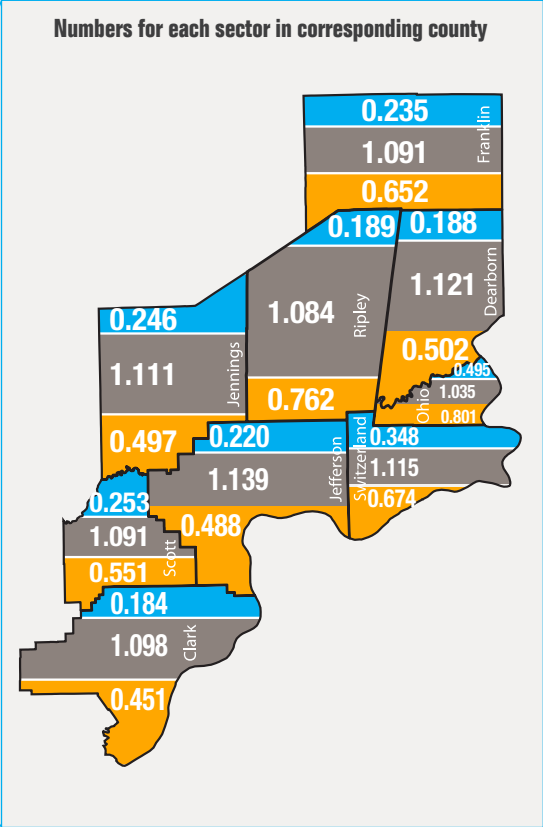 Numbers for each sector in corresponding county
0.235
1.091
Franklin
0.652
0.189
0.188
1.084
Ripley
1.121
Dearborn
0.246
1.111
Jennings
0.762
0.502
0.495
1.035
Ohio
0.801
0.497
0.220
1.139
Jefferson
0.488
0.348
Switzerland
1.115
0.674
0.253
1.091
Scott
0.551
0.184
1.098
Clark
0.451